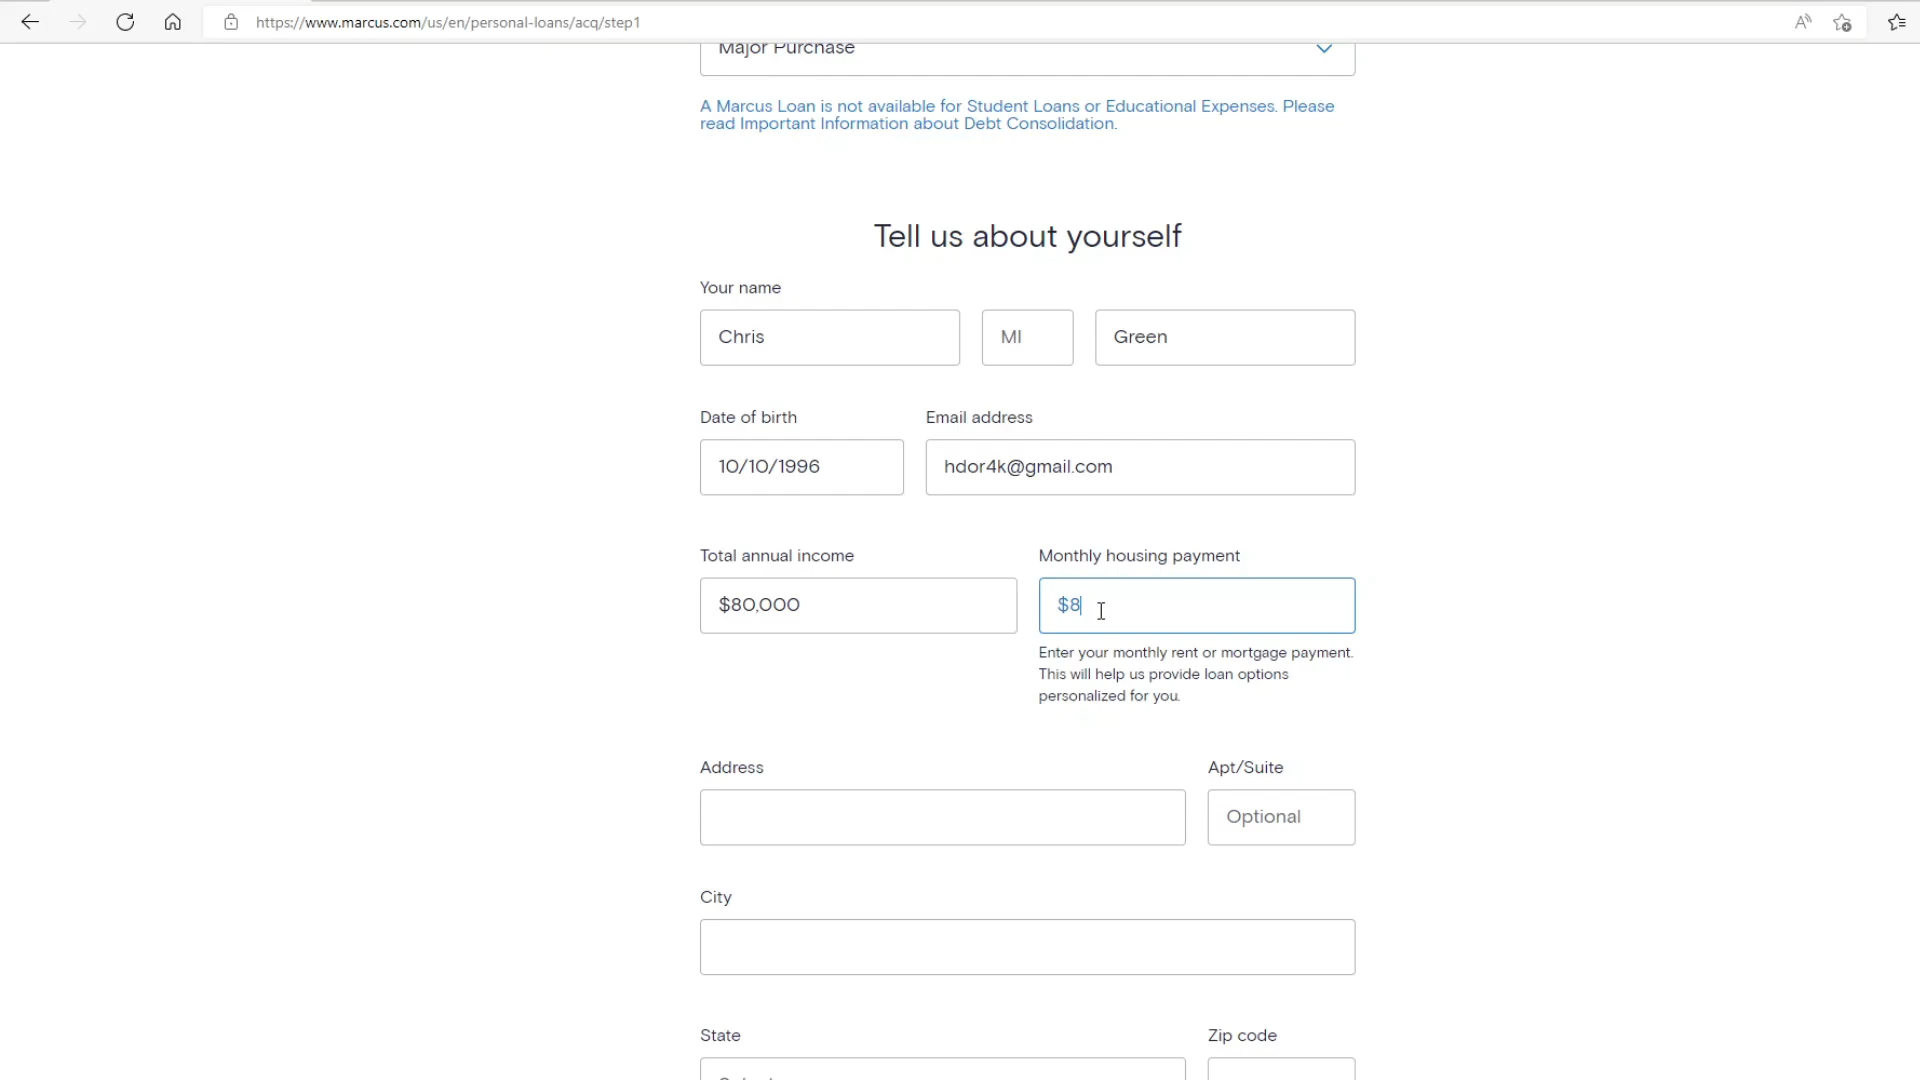 https://www.marcus.com/us/en/personal-loans/acq/step1
Major Purchase
A Marcus Loan is not available for Student Loans or Educational Expenses. Please
read Important Information about Debt Consolidation.
Tell us about yourself
Your name
Chris MI Green
Date of birth Email address
10/10/1996 hdor4k@gmail.com
Total annual income Monthly housing payment
$80,000 $8
Enter your monthly rent or mortgage payment.
This will help us provide loan options
personalized for you.
Address Apt/Suite
Optional
City
State Zip code